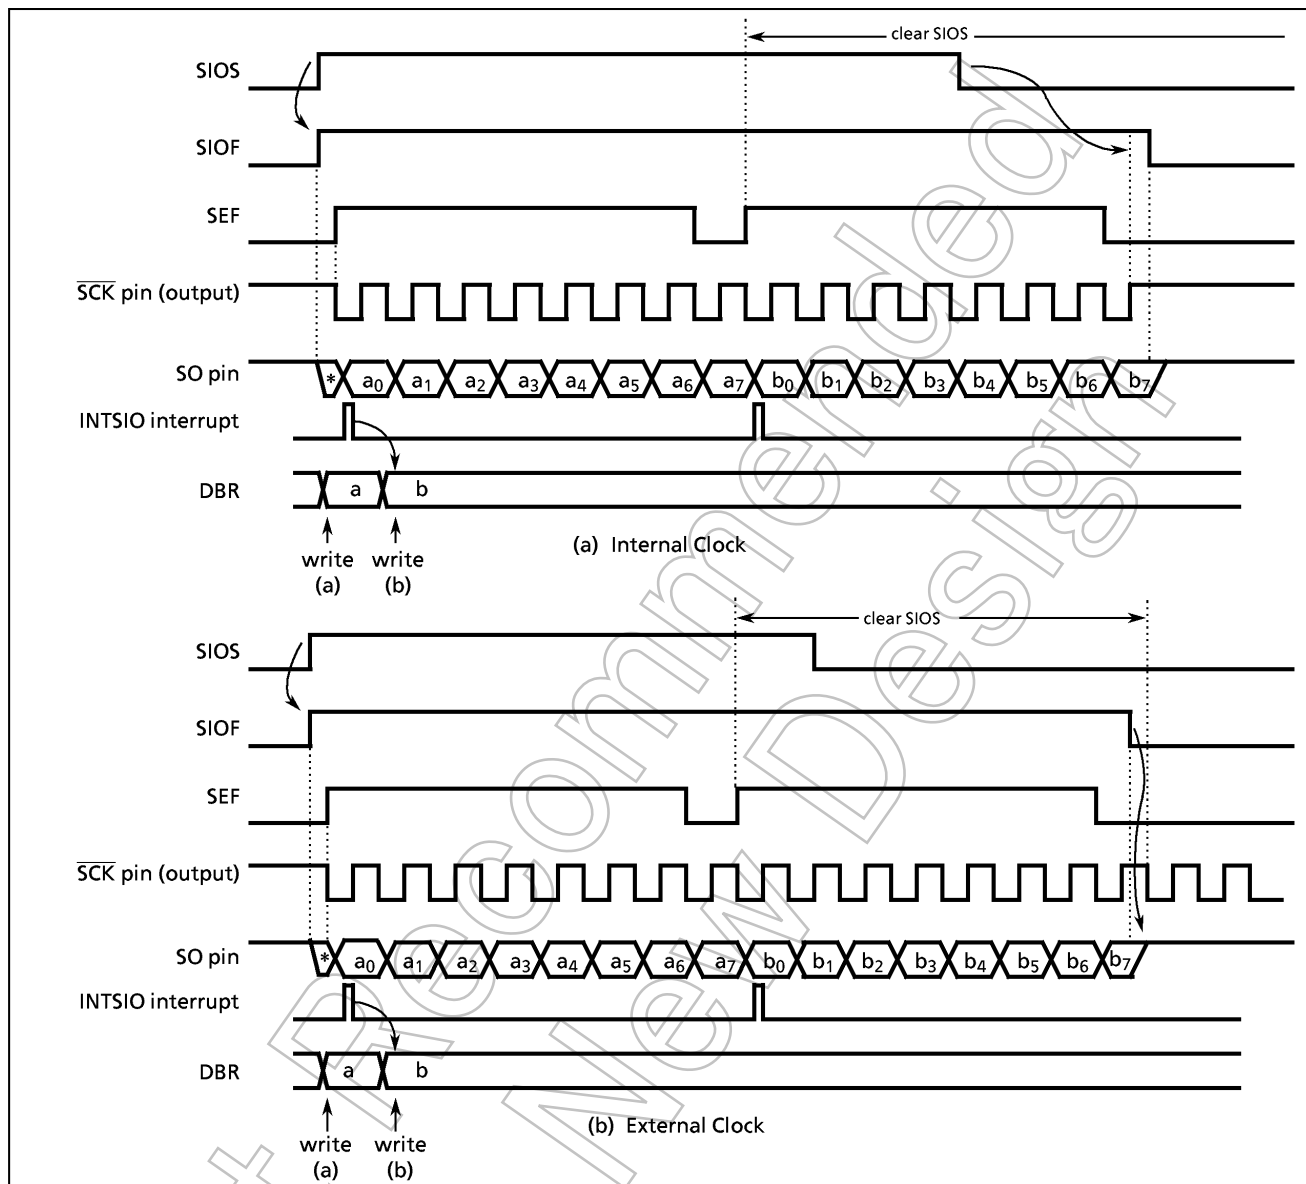 clear SIOS
SIOS
SIOF
SEF
SCK pin (output)
SO pin
* a0 a1 a2 a3 a4 a5 a6 a7 b0 b1 b2 b3 b4 b5 b6 b7
INTSIO interrupt
DBR
a b
write (a)
write (b)
(a) Internal Clock
clear SIOS
SIOS
SIOF
SEF
SCK pin (output)
SO pin
* a0 a1 a2 a3 a4 a5 a6 a7 b0 b1 b2 b3 b4 b5 b6 b7
INTSIO interrupt
DBR
a b
write (a)
write (b)
(b) External Clock
t Recommended
New Design